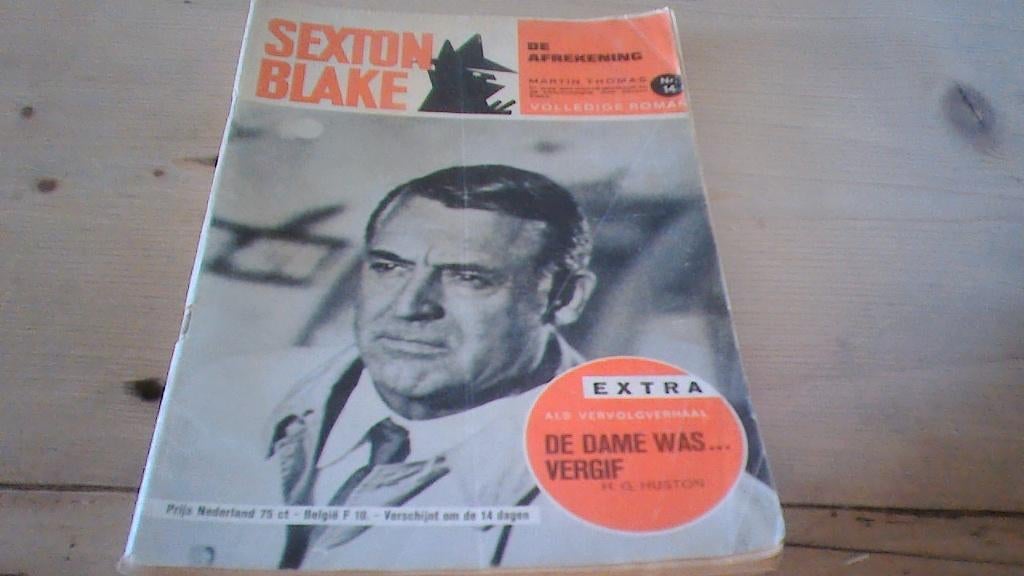 SEXTON
BLAKE
DE
AFREKENING
MARTIN THOMAS
Nr.
14
VOLLEDIGE ROMAN
EXTRA
ALS VERVOLGVERHAAL
DE DAME WAS...
VERGIF
H. G. HUSTON
Prijs Nederland 75 ct - België F 10. - Verschijnt om de 14 dagen